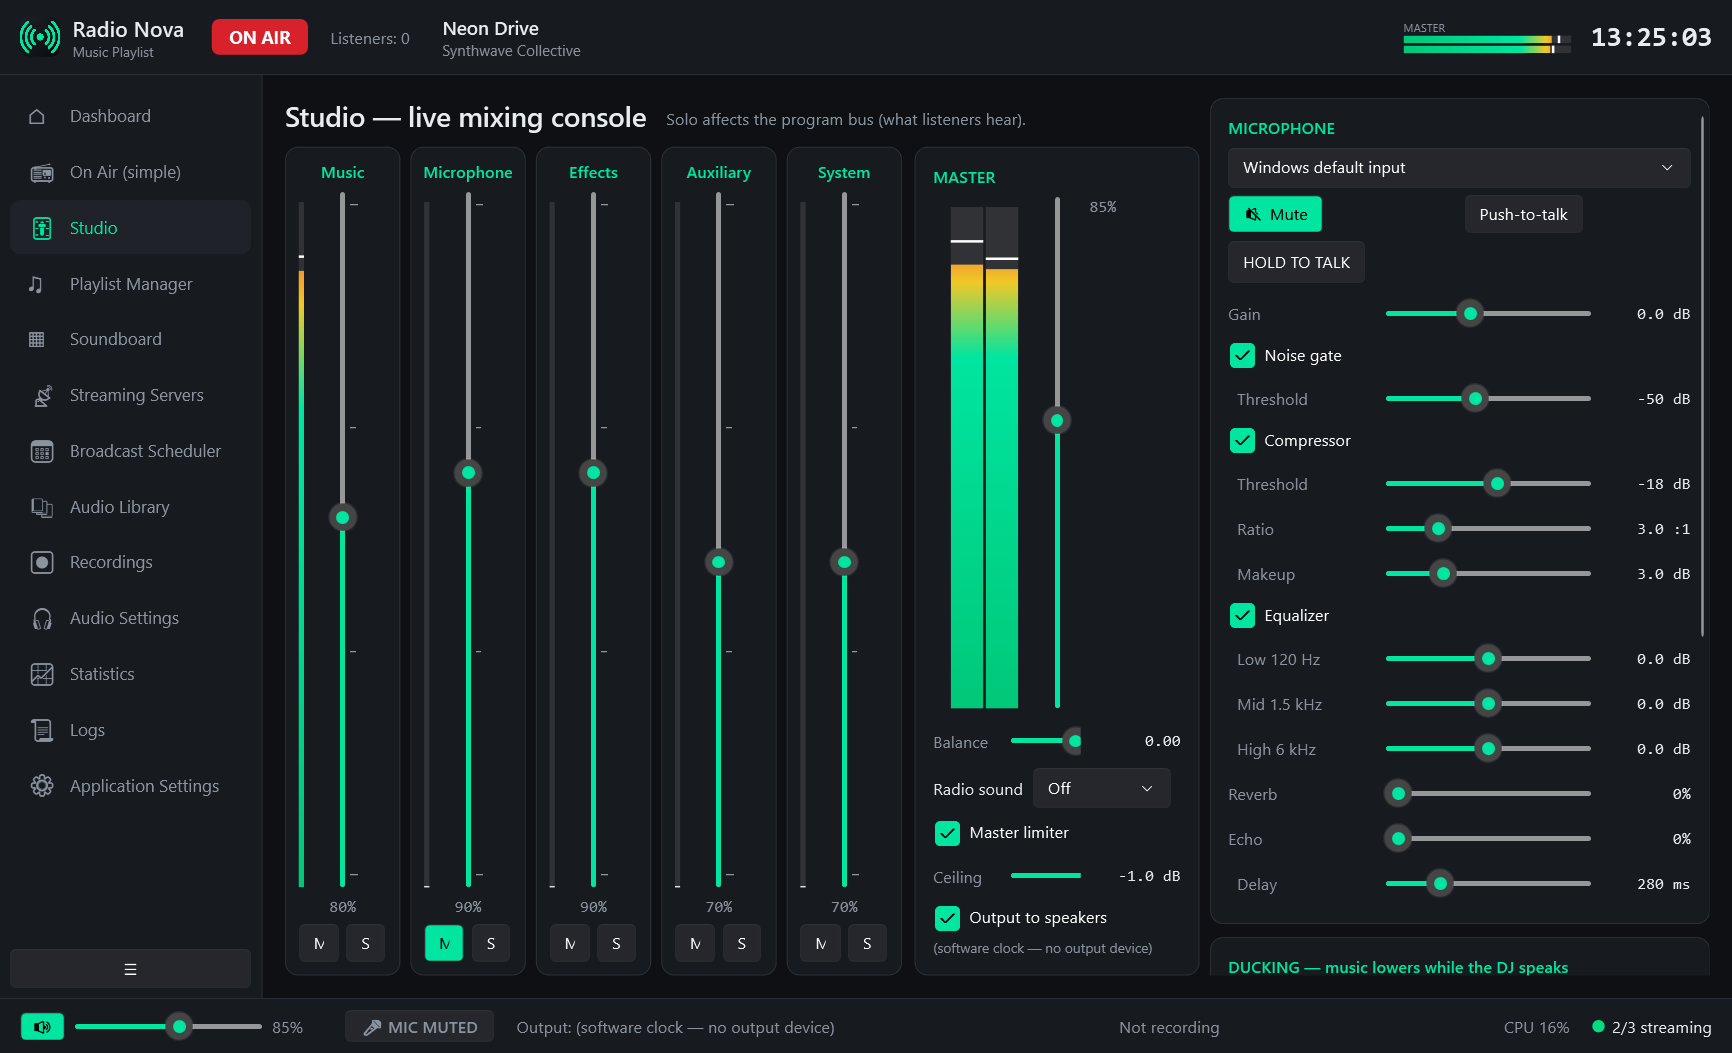 Radio Nova
Music Playlist
ON AIR
Listeners: 0
Neon Drive
Synthwave Collective
MASTER
13:25:03
Dashboard
On Air (simple)
Studio
Playlist Manager
Soundboard
Streaming Servers
Broadcast Scheduler
Audio Library
Recordings
Audio Settings
Statistics
Logs
Application Settings
Studio — live mixing console
Solo affects the program bus (what listeners hear).
Music
80%
M S
Microphone
90%
M S
Effects
90%
M S
Auxiliary
70%
M S
System
70%
M S
MASTER
85%
Balance 0.00
Radio sound Off
Master limiter
Ceiling -1.0 dB
Output to speakers
(software clock — no output device)
MICROPHONE
Windows default input
Mute Push-to-talk
HOLD TO TALK
Gain 0.0 dB
Noise gate
Threshold -50 dB
Compressor
Threshold -18 dB
Ratio 3.0 :1
Makeup 3.0 dB
Equalizer
Low 120 Hz 0.0 dB
Mid 1.5 kHz 0.0 dB
High 6 kHz 0.0 dB
Reverb 0%
Echo 0%
Delay 280 ms
DUCKING — music lowers while the DJ speaks
85%
MIC MUTED
Output: (software clock — no output device)
Not recording
CPU 16%
2/3 streaming